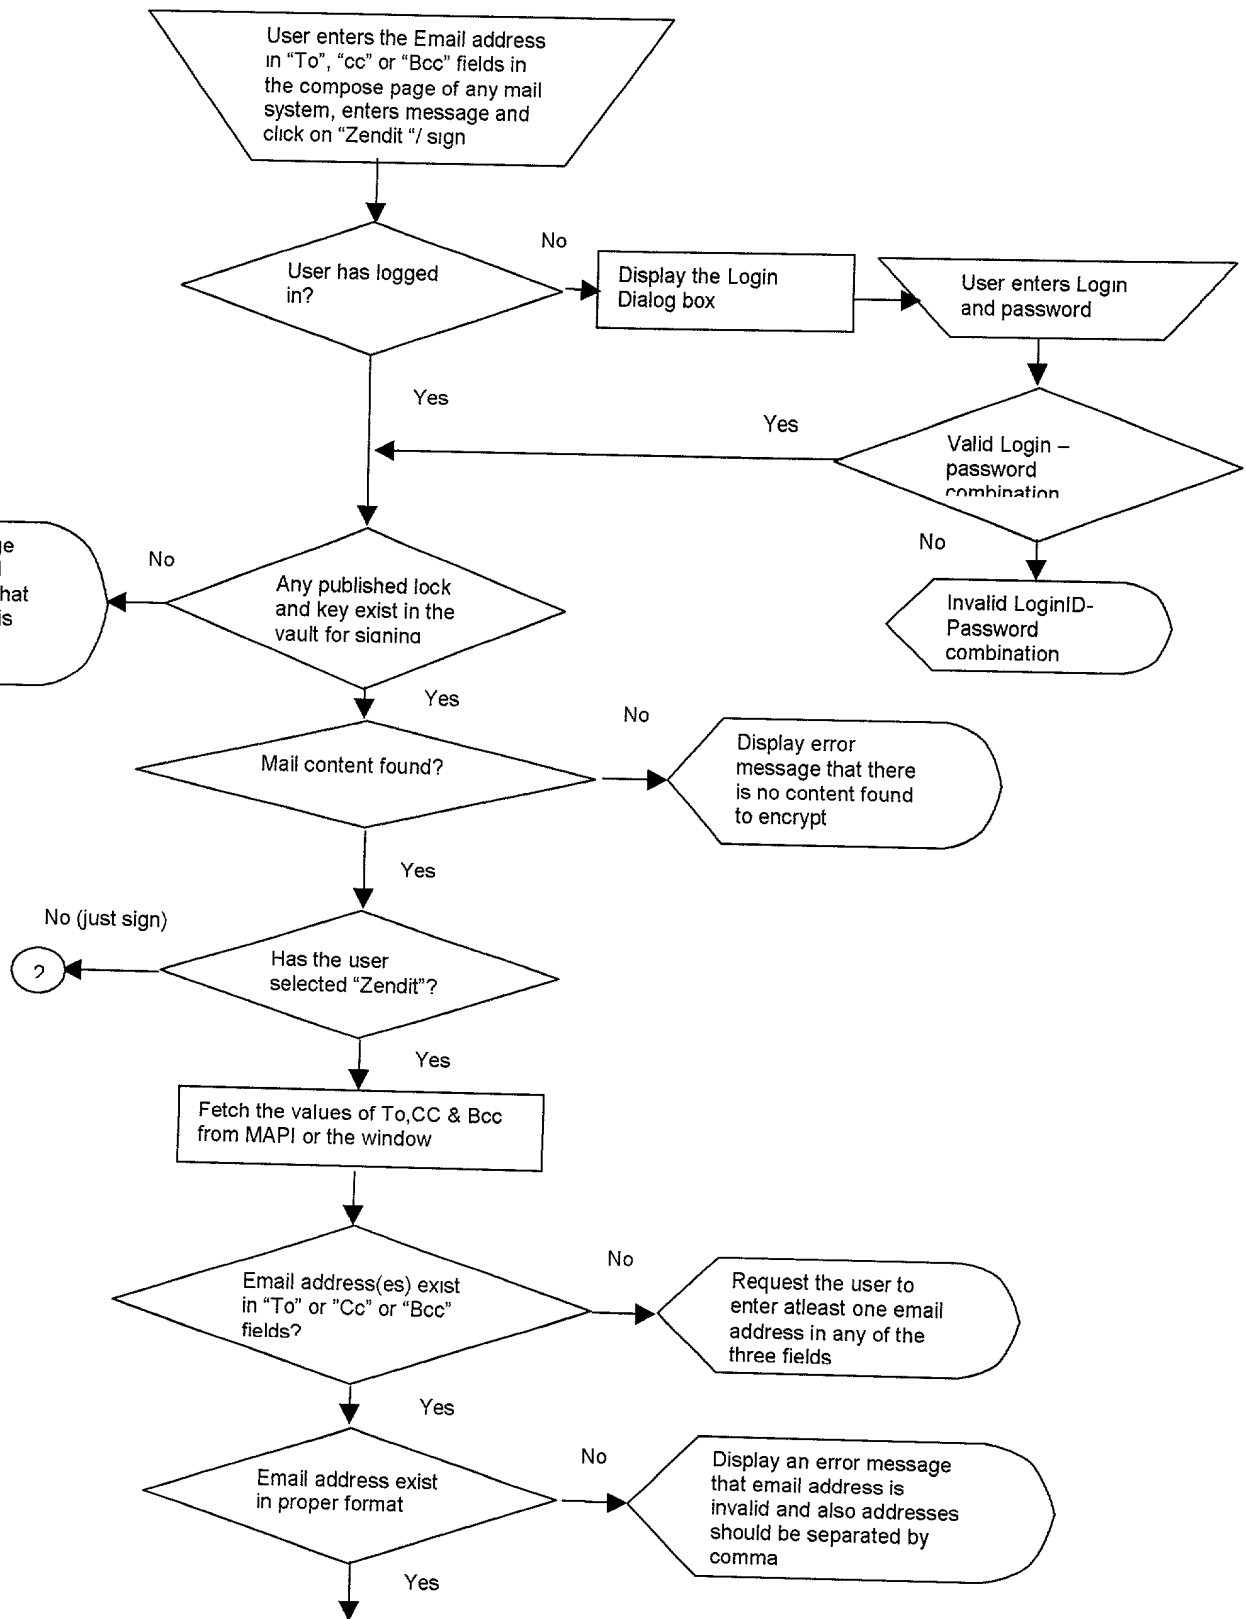 User enters the Email address
in “To”, “cc” or “Bcc” fields in
the compose page of any mail
system, enters message and
click on “Zendit “/ sign
No
User has logged
in?
Display the Login
Dialog box
User enters Login
and password
Yes
Yes
Valid Login –
password
combination
No
No
ge
hat
is
Any published lock
and key exist in the
vault for signing
Invalid LoginID-
Password
combination
Yes
No
Mail content found?
Display error
message that there
is no content found
to encrypt
Yes
No (just sign)
2
Has the user
selected “Zendit”?
Yes
Fetch the values of To,CC & Bcc
from MAPI or the window
No
Email address(es) exist
in “To” or “Cc” or “Bcc”
fields?
Request the user to
enter atleast one email
address in any of the
three fields
Yes
No
Email address exist
in proper format
Display an error message
that email address is
invalid and also addresses
should be separated by
comma
Yes